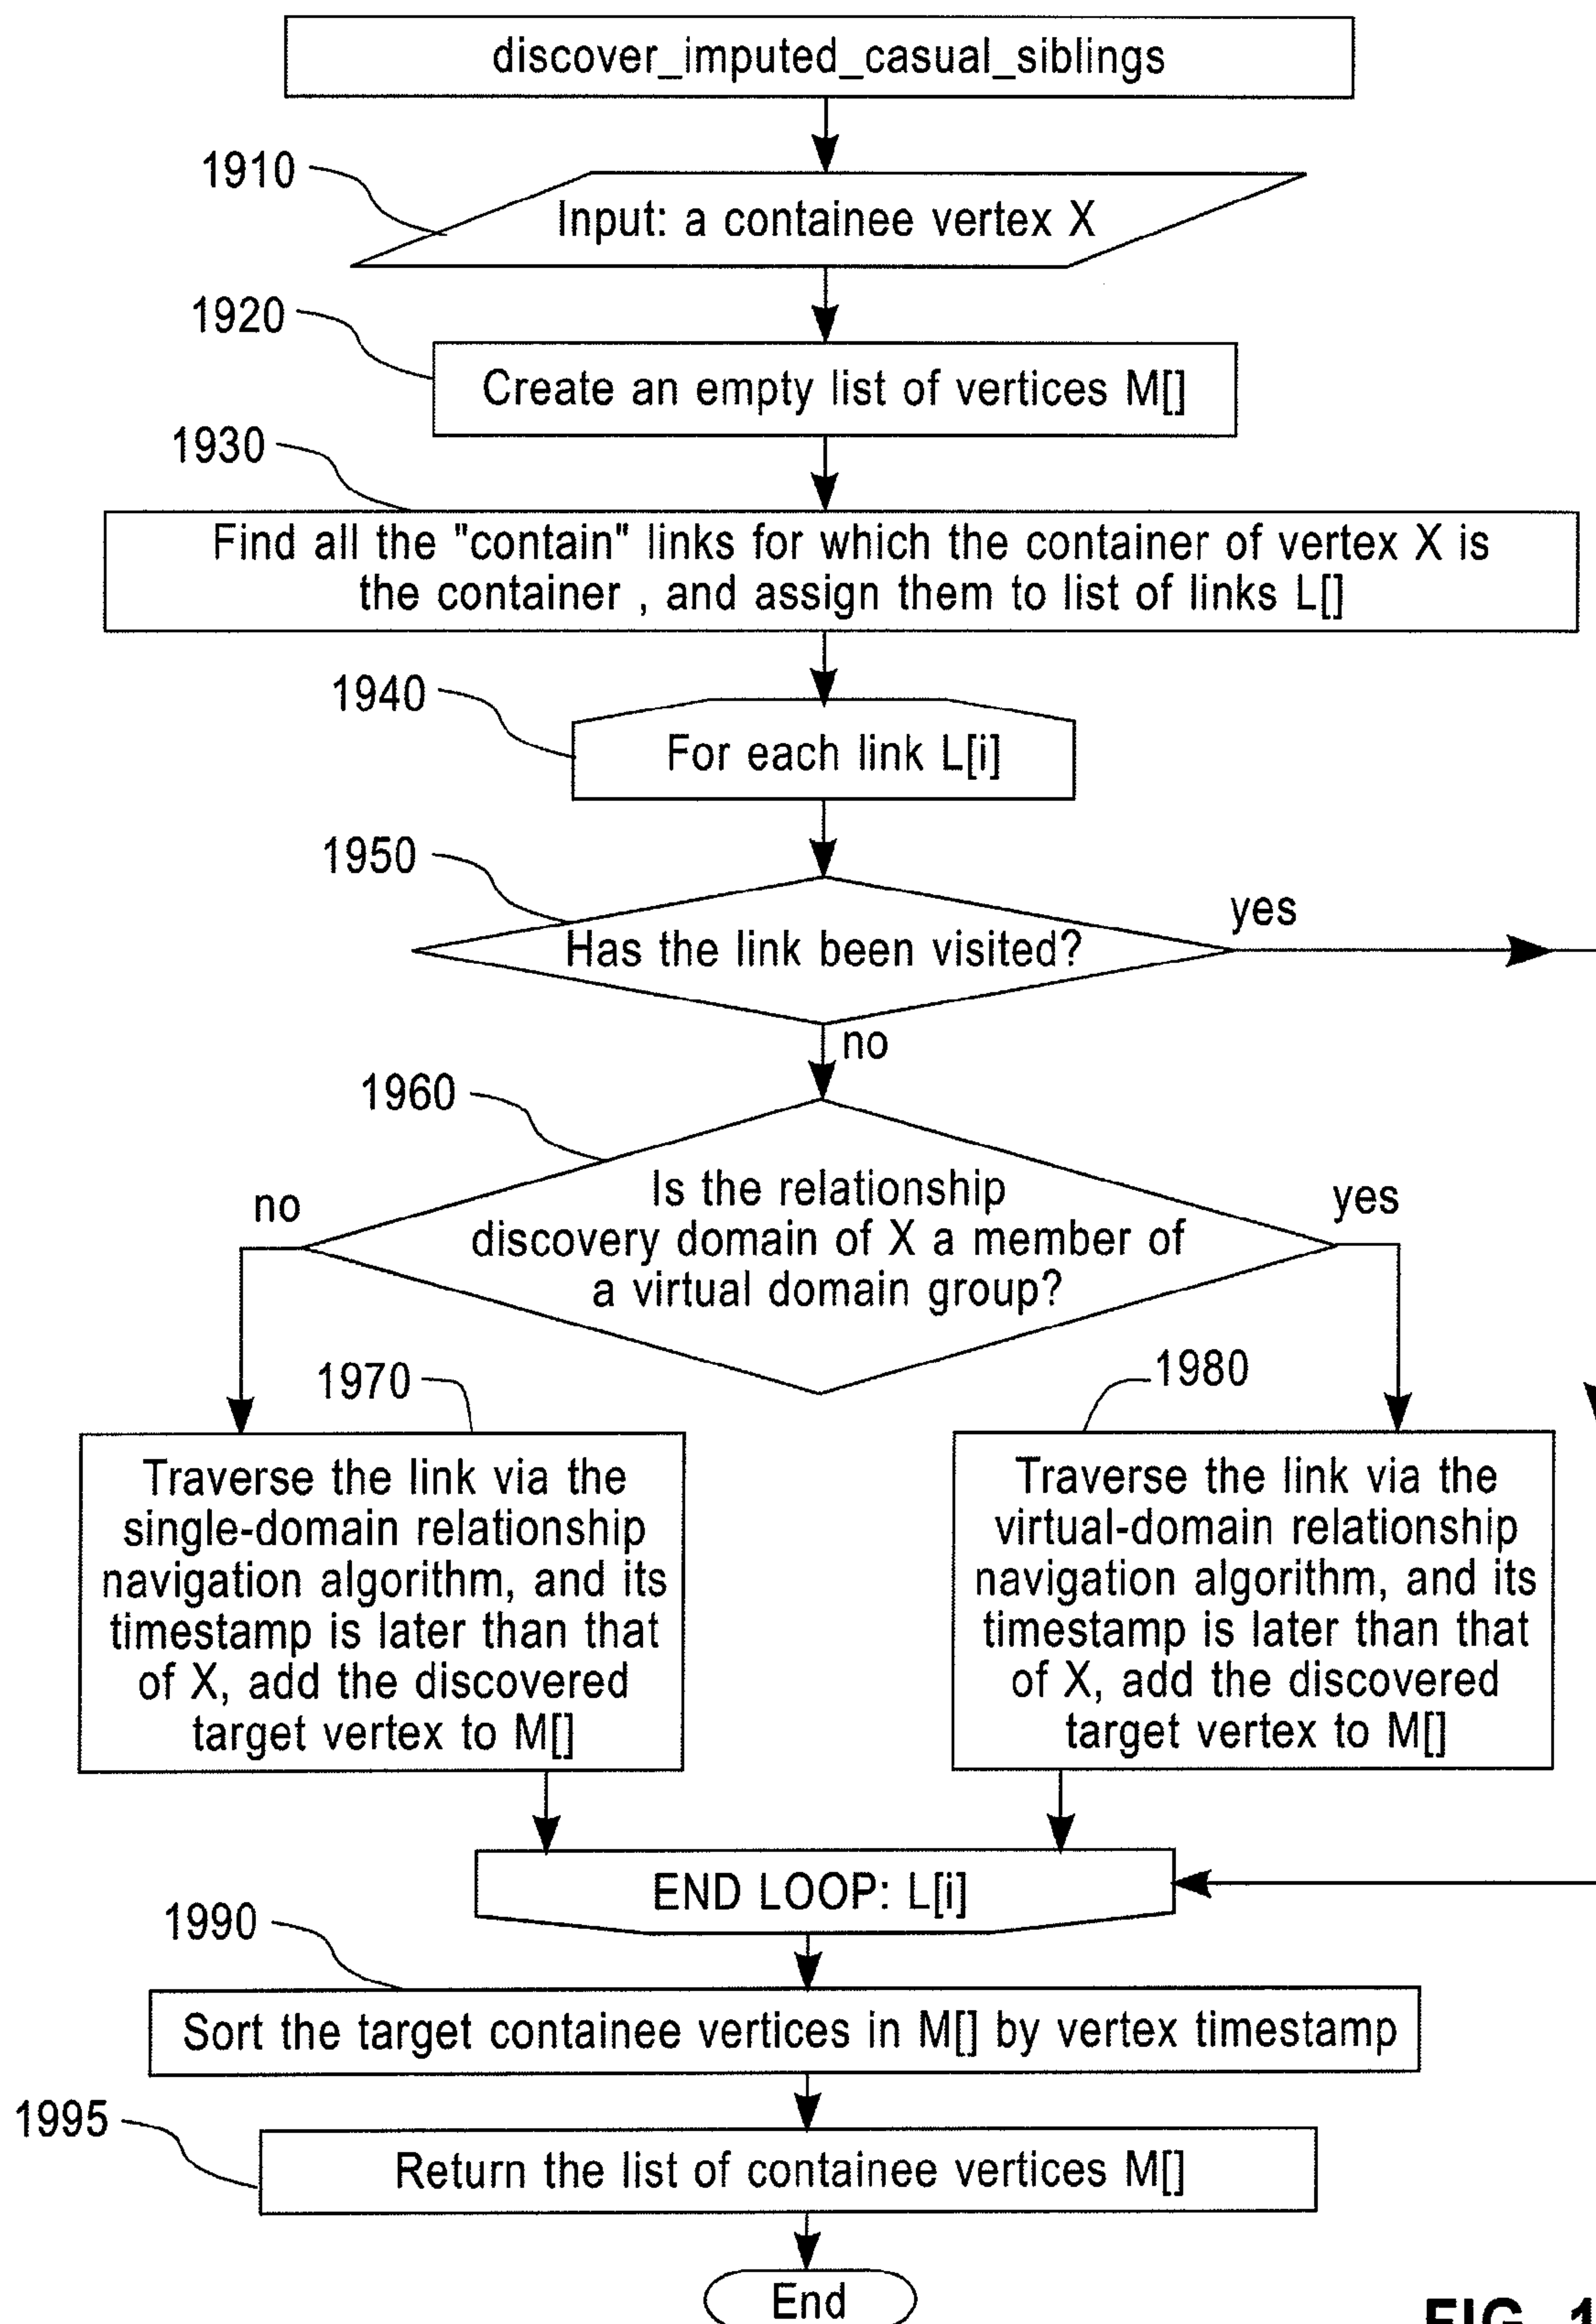 discover_imputed_casual_siblings
1910
Input: a containee vertex X
1920
Create an empty list of vertices M[]
1930
Find all the "contain" links for which the container of vertex X is
the container , and assign them to list of links L[]
1940
For each link L[i]
1950
Has the link been visited?
yes
no
1960
Is the relationship
discovery domain of X a member of
a virtual domain group?
no
yes
1970
Traverse the link via the
single-domain relationship
navigation algorithm, and its
timestamp is later than that
of X, add the discovered
target vertex to M[]
1980
Traverse the link via the
virtual-domain relationship
navigation algorithm, and its
timestamp is later than that
of X, add the discovered
target vertex to M[]
END LOOP: L[i]
1990
Sort the target containee vertices in M[] by vertex timestamp
1995
Return the list of containee vertices M[]
End
FIG. 1